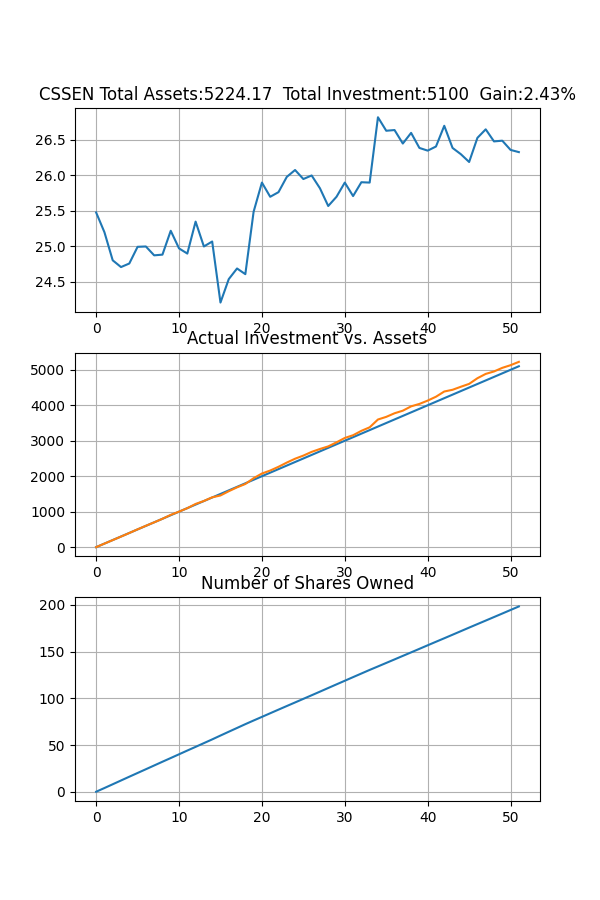 CSSEN Total Assets:5224.17  Total Investment:5100  Gain:2.43%
26.5
26.0
25.5
25.0
24.5
0 10 20 30 40 50
Actual Investment vs. Assets
5000
4000
3000
2000
1000
0
0 10 20 30 40 50
Number of Shares Owned
200
150
100
50
0
0 10 20 30 40 50